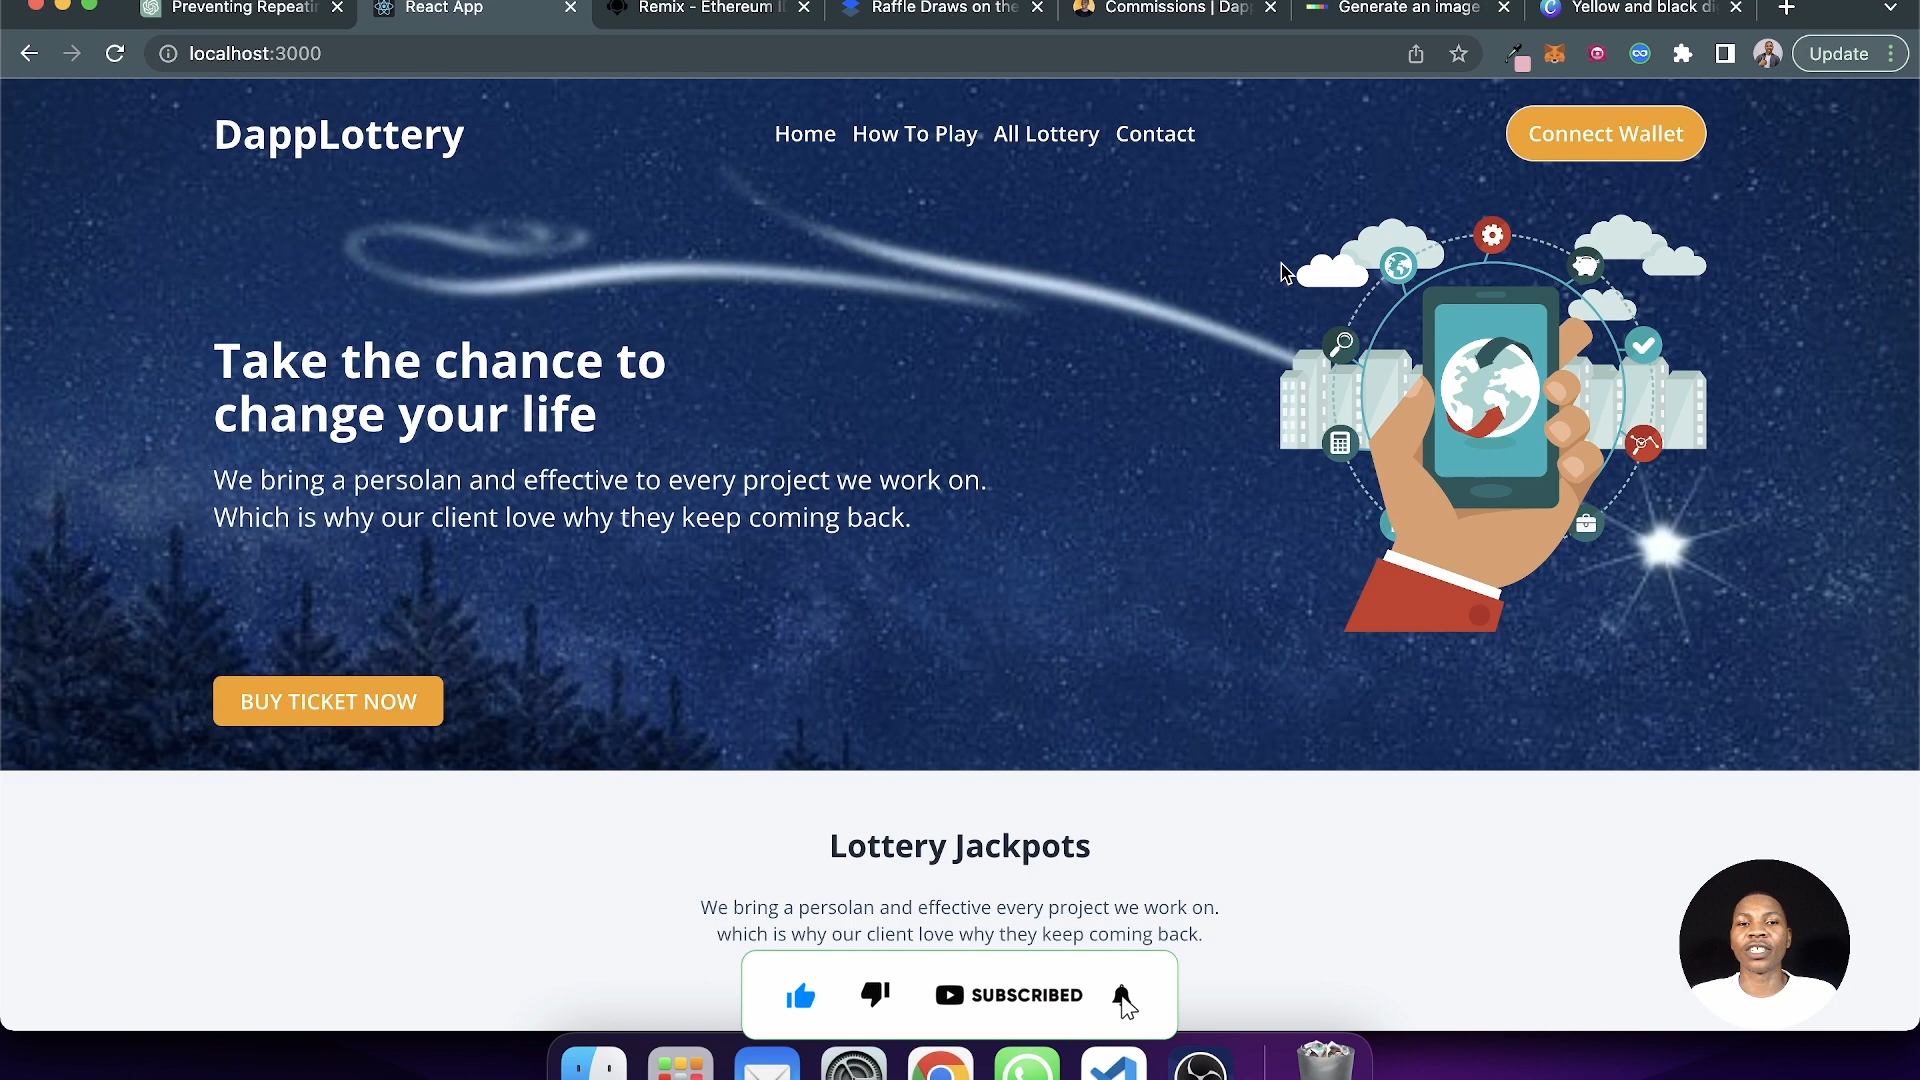 Preventing Repeatin
React App
Remix - Ethereum I
Raffle Draws on the
Commissions | Dap
Generate an image
Yellow and black di
localhost:3000
Update
DappLottery
Home How To Play All Lottery Contact
Connect Wallet
Take the chance to
change your life
We bring a persolan and effective to every project we work on.
Which is why our client love why they keep coming back.
BUY TICKET NOW
Lottery Jackpots
We bring a persolan and effective every project we work on.
which is why our client love why they keep coming back.
SUBSCRIBED